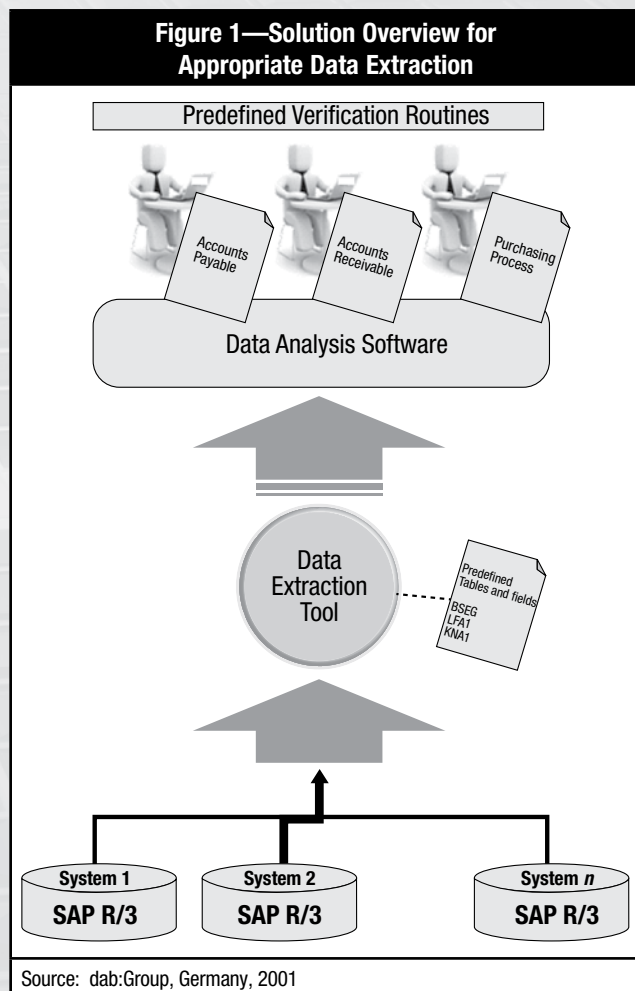 Figure 1—Solution Overview for
Appropriate Data Extraction
Predefined Verification Routines
Accounts
Payable
Accounts
Receivable
Purchasing
Process
Data Analysis Software
Data
Extraction
Tool
Predefined
Tables and fields
BSEG
LFA1
KNA1
System 1
SAP R/3
System 2
SAP R/3
System n
SAP R/3
Source: dab:Group, Germany, 2001